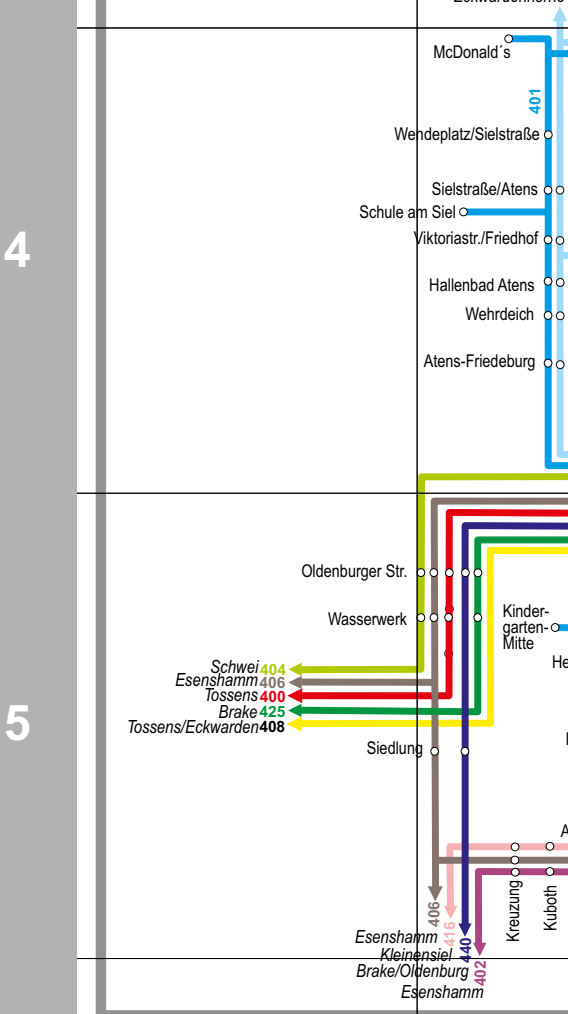 McDonald´s
401
Wendeplatz/Sielstraße
Sielstraße/Atens
Schule am Siel
Viktoriastr./Friedhof
4
Hallenbad Atens
Wehrdeich
Atens-Friedeburg
Oldenburger Str.
Wasserwerk
Kinder-
garten-
Mitte
He
Schwei 404
Esenshamm 406
Tossens 400
Brake 425
Tossens/Eckwarden 408
5
Siedlung
A
Kreuzung
Kuboth
406
416
440
402
Esenshamm
Kleinensiel
Brake/Oldenburg
Esenshamm